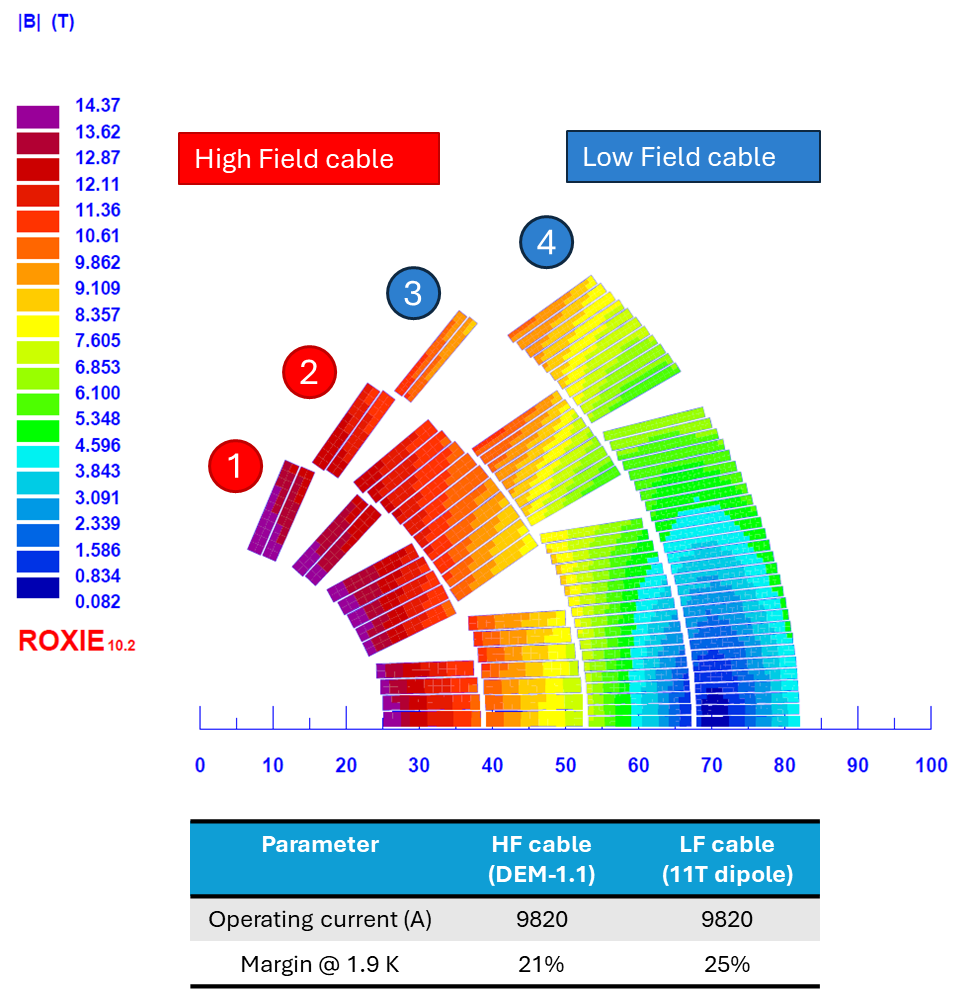 |B| (T)
14.37
13.62
12.87
12.11
11.36
10.61
9.862
9.109
8.357
7.605
6.853
6.100
5.348
4.596
3.843
3.091
2.339
1.586
0.834
0.082
ROXIE 10.2
High Field cable
Low Field cable
4
3
2
1
0 10 20 30 40 50 60 70 80 90 100
Parameter HF cable LF cable
(DEM-1.1) (11T dipole)
Operating current (A) 9820 9820
Margin @ 1.9 K 21% 25%